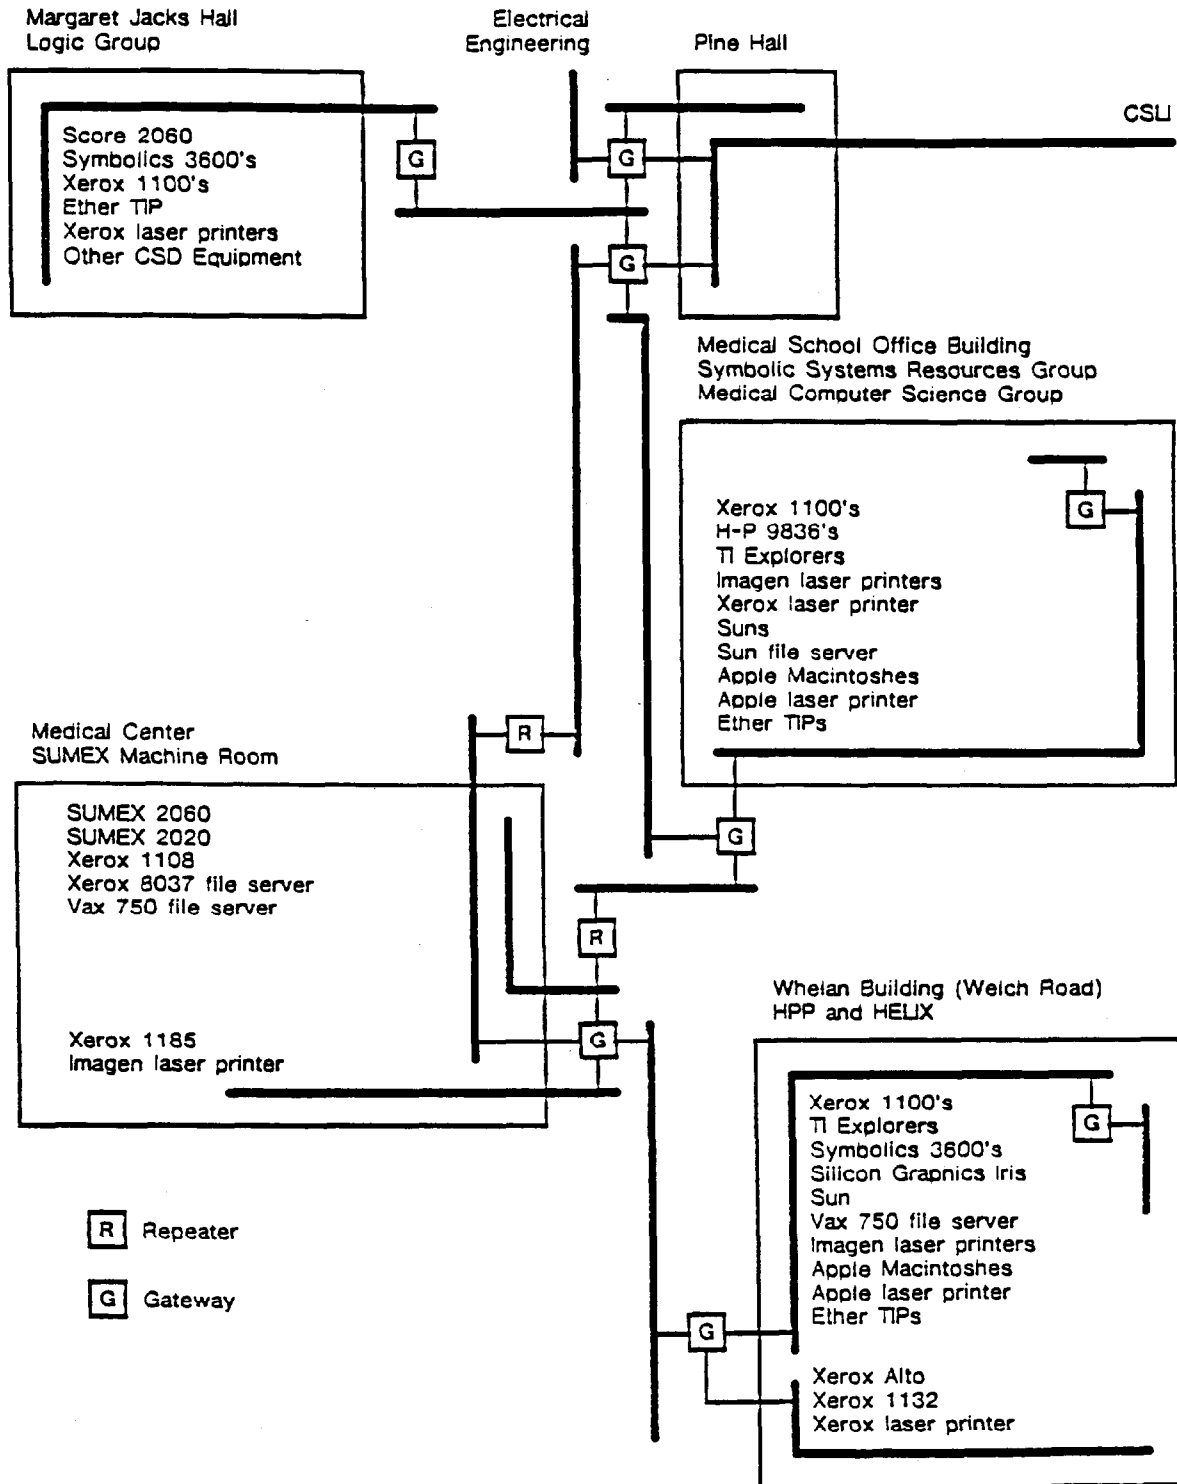 Margaret Jacks Hall
Logic Group
Electrical
Engineering
Pine Hall
CSLI
Score 2060
Symbolics 3600's
Xerox 1100's
Ether TIP
Xerox laser printers
Other CSD Equipment
G
G
G
Medical School Office Building
Symbolic Systems Resources Group
Medical Computer Science Group
Xerox 1100's
H-P 9836's
TI Explorers
Imagen laser printers
Xerox laser printer
Suns
Sun file server
Apple Macintoshes
Apple laser printer
Ether TIPs
G
G
Medical Center
SUMEX Machine Room
R
SUMEX 2060
SUMEX 2020
Xerox 1108
Xerox 8037 file server
Vax 750 file server
Xerox 1185
Imagen laser printer
R
G
Whelan Building (Welch Road)
HPP and HELIX
Xerox 1100's
TI Explorers
Symbolics 3600's
Silicon Graphics Iris
Sun
Vax 750 file server
Imagen laser printers
Apple Macintoshes
Apple laser printer
Ether TIPs
G
G
Xerox Alto
Xerox 1132
Xerox laser printer
R Repeater
G Gateway